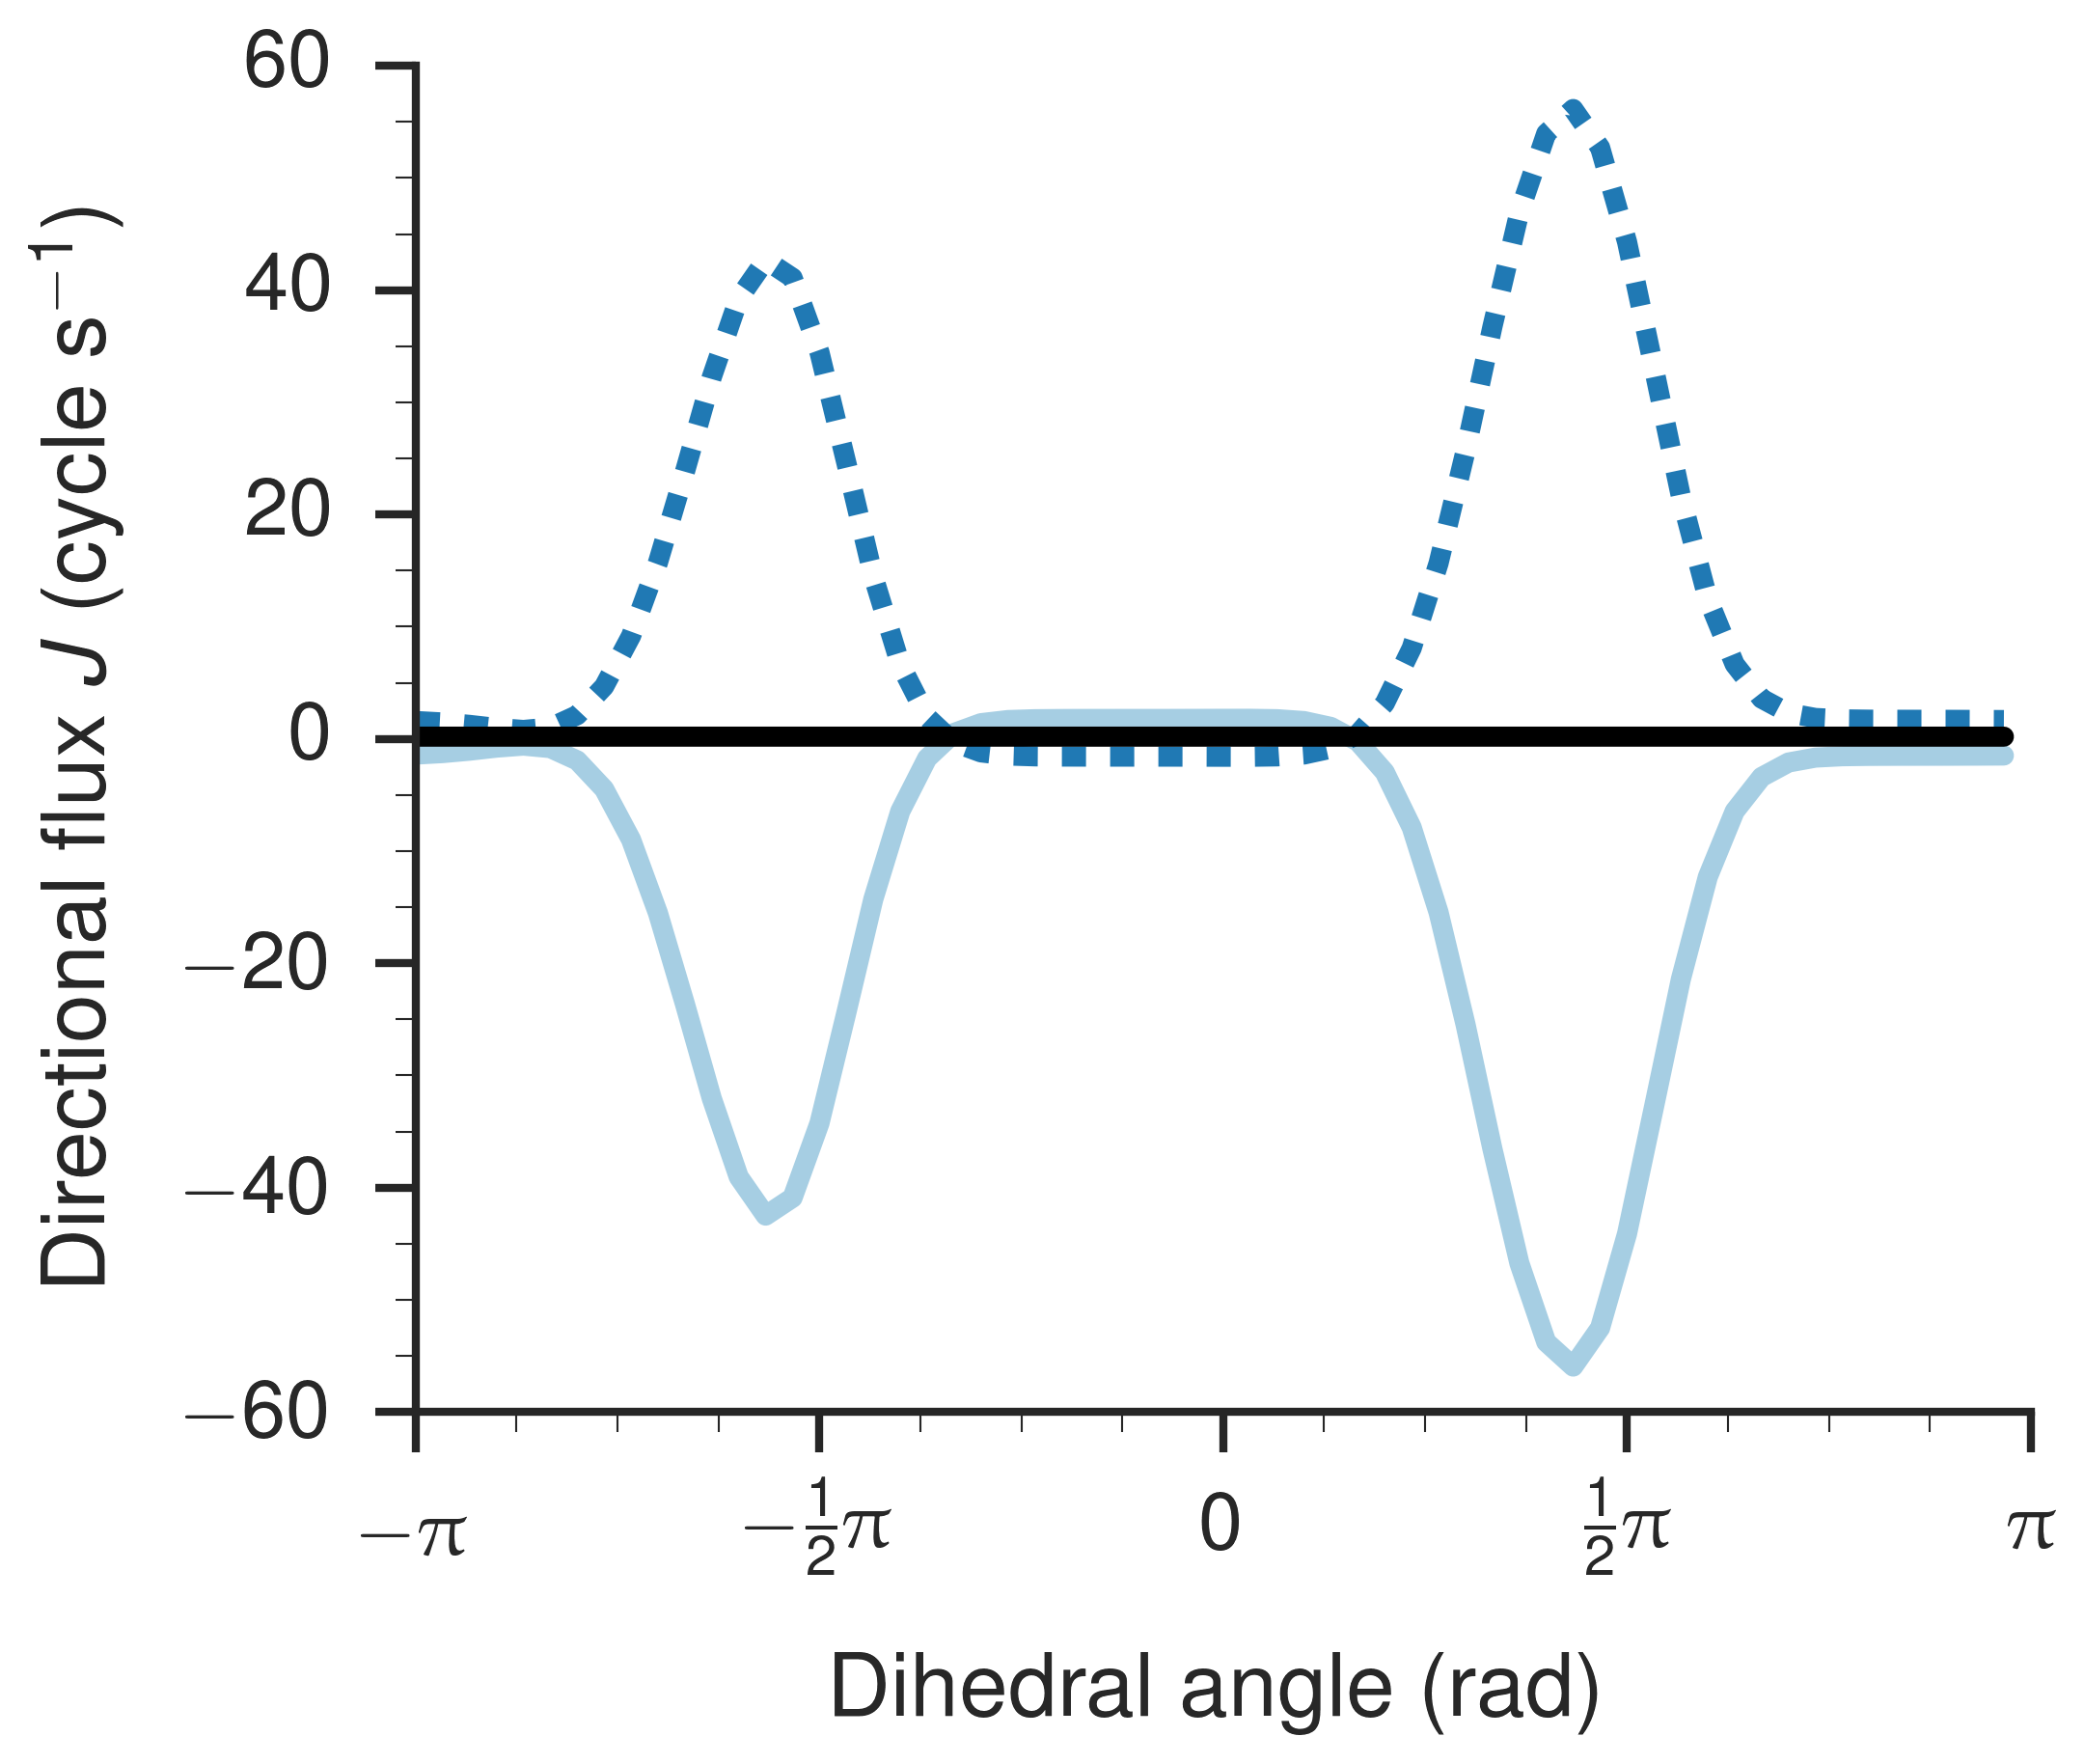 Directional flux J (cycle s⁻¹)
60
40
20
0
−20
−40
−60
−π
−½π
0
½π
π
Dihedral angle (rad)